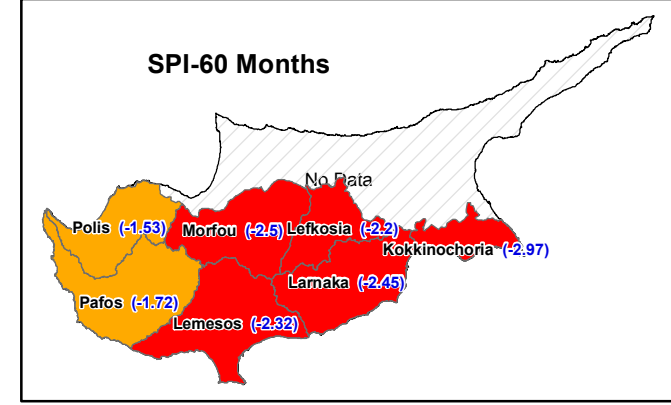 SPI-60 Months
No Data
Polis (-1.53)
Morfou (-2.5)
Lefkosia (-2.2)
Kokkinochoria (-2.97)
Larnaka (-2.45)
Pafos (-1.72)
Lemesos (-2.32)